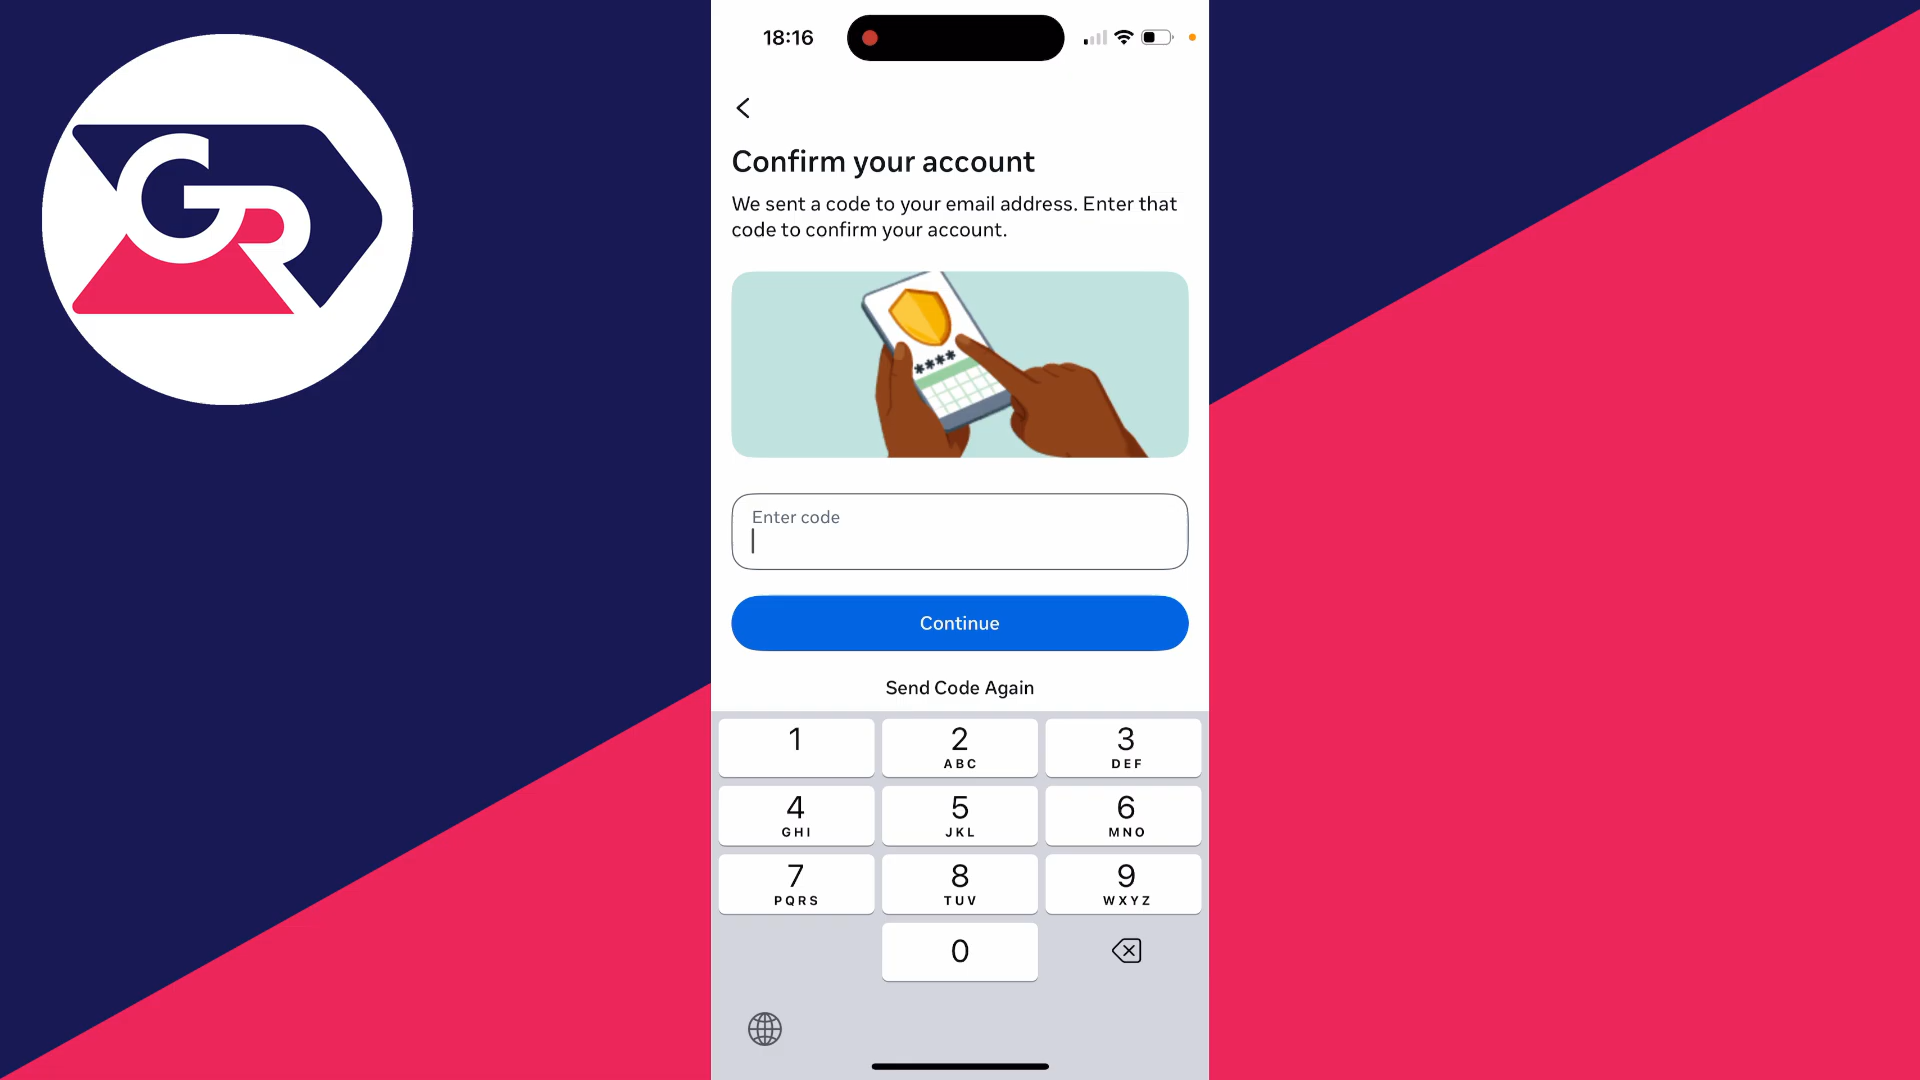 GR
18:16
Confirm your account
We sent a code to your email address. Enter that
code to confirm your account.
****
Enter code
Continue
Send Code Again
1
2
ABC
3
DEF
4
GHI
5
JKL
6
MNO
7
PQRS
8
TUV
9
WXYZ
0